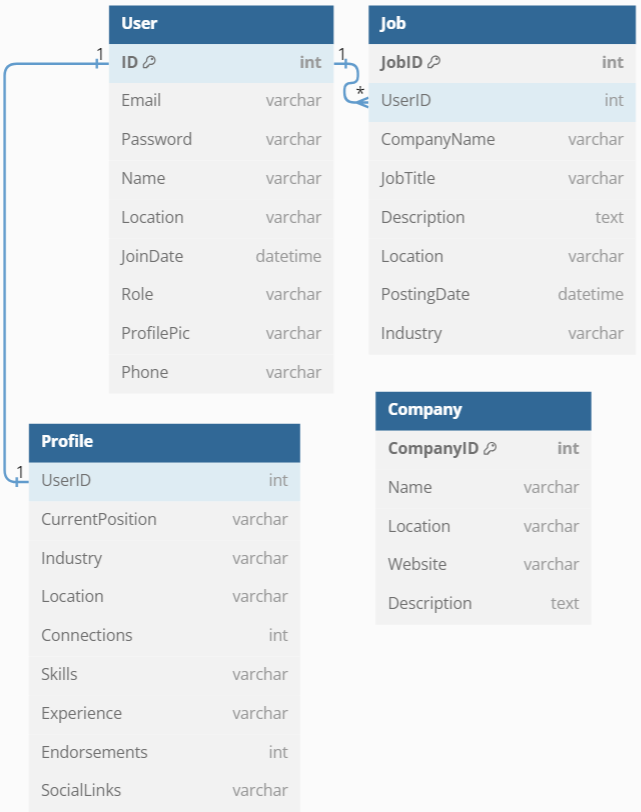 User
ID int
Email varchar
Password varchar
Name varchar
Location varchar
JoinDate datetime
Role varchar
ProfilePic varchar
Phone varchar
1
1
*
Job
JobID int
UserID int
CompanyName varchar
JobTitle varchar
Description text
Location varchar
PostingDate datetime
Industry varchar
Profile
1
UserID int
CurrentPosition varchar
Industry varchar
Location varchar
Connections int
Skills varchar
Experience varchar
Endorsements int
SocialLinks varchar
Company
CompanyID int
Name varchar
Location varchar
Website varchar
Description text